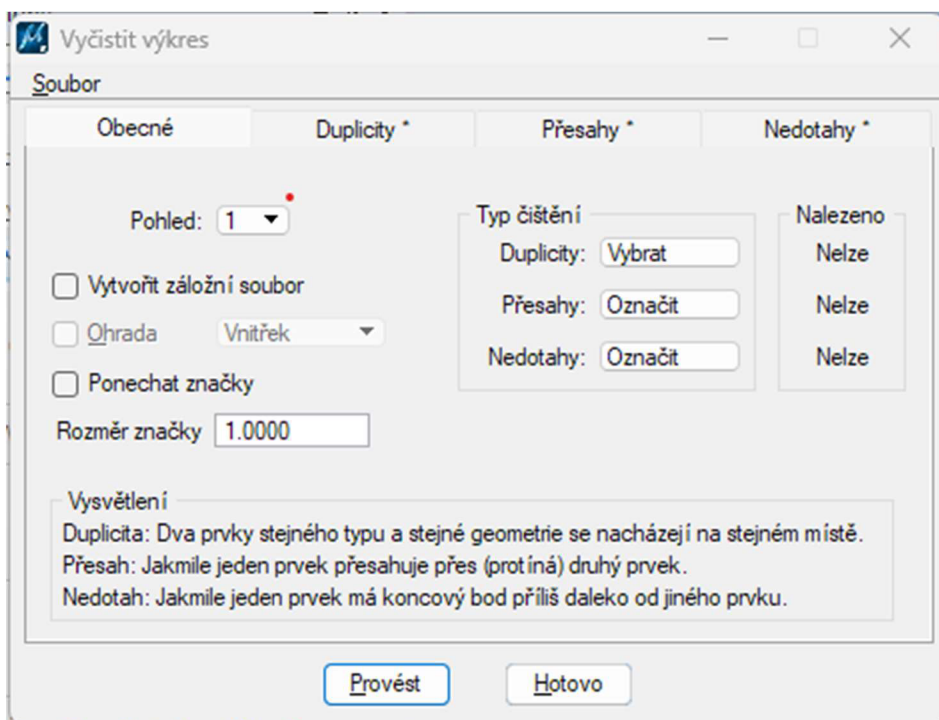 Vyčistit výkres
Soubor
Obecné Duplicity * Přesahy * Nedotahy *
Pohled: 1
Vytvořit záložní soubor
Ohrada Vnitřek
Ponechat značky
Rozměr značky 1.0000
Typ čištění
Duplicity: Vybrat
Přesahy: Označit
Nedotahy: Označit
Nalezeno
Nelze
Nelze
Nelze
Vysvětlení
Duplicita: Dva prvky stejného typu a stejné geometrie se nacházejí na stejném místě.
Přesah: Jakmile jeden prvek přesahuje přes (protíná) druhý prvek.
Nedotah: Jakmile jeden prvek má koncový bod příliš daleko od jiného prvku.
Provést Hotovo